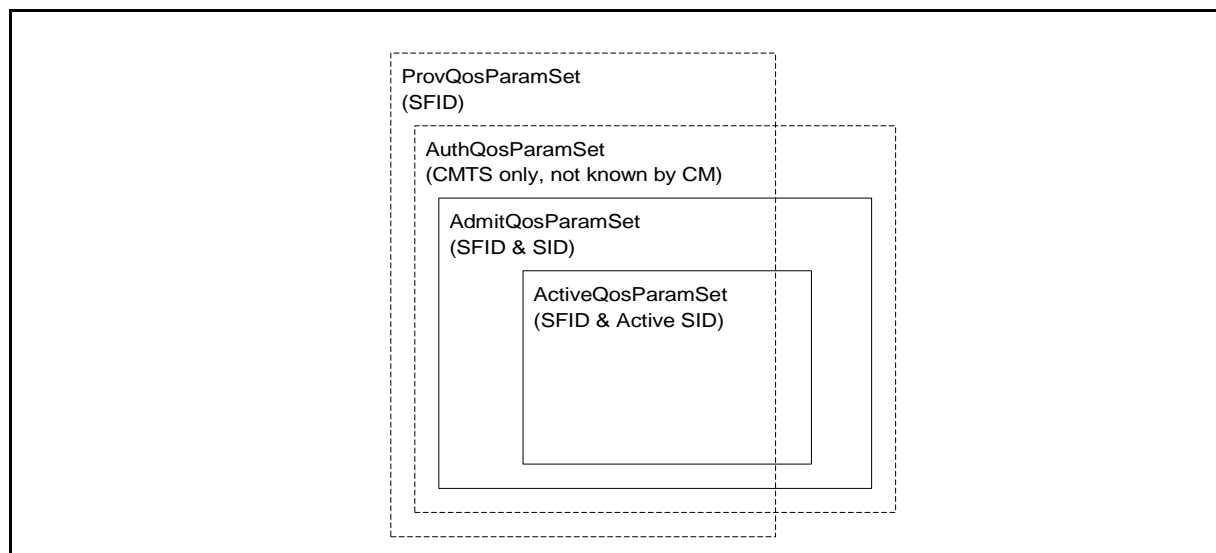 ProvQosParamSet
(SFID)
AuthQosParamSet
(CMTS only, not known by CM)
AdmitQosParamSet
(SFID & SID)
ActiveQosParamSet
(SFID & Active SID)